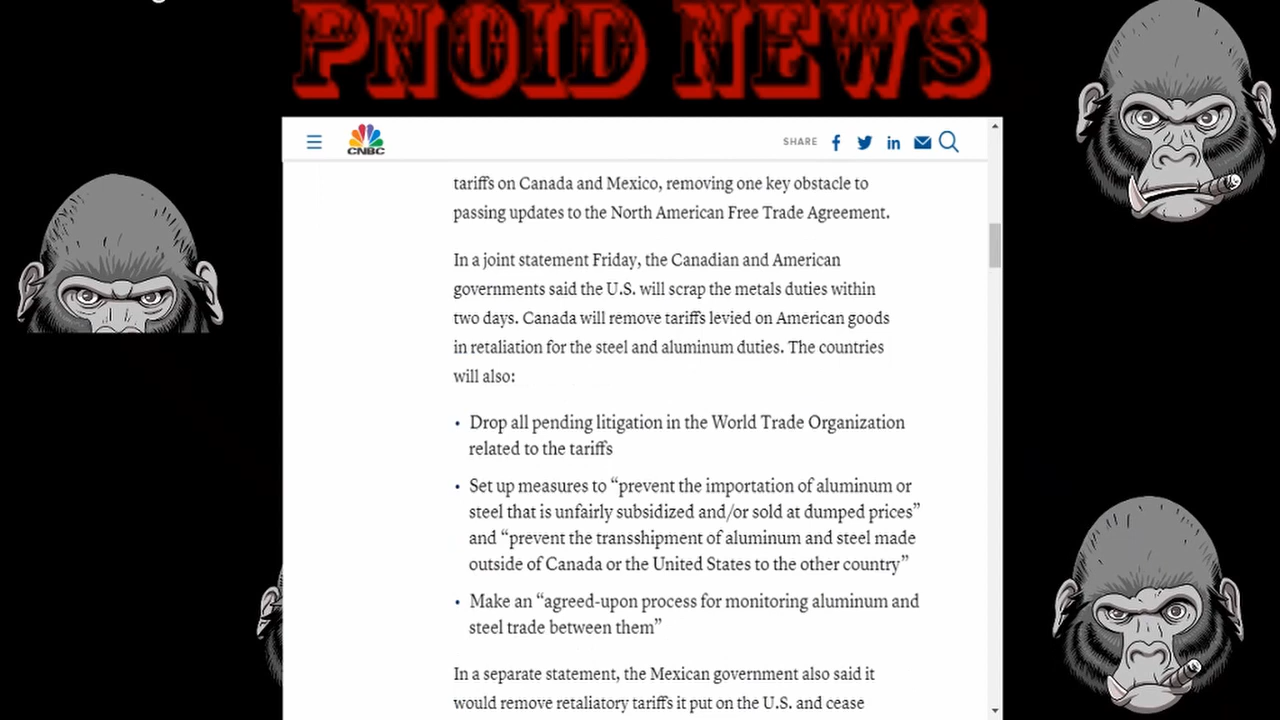 PNOID NEWS
CNBC
SHARE
tariffs on Canada and Mexico, removing one key obstacle to
passing updates to the North American Free Trade Agreement.
In a joint statement Friday, the Canadian and American
governments said the U.S. will scrap the metals duties within
two days. Canada will remove tariffs levied on American goods
in retaliation for the steel and aluminum duties. The countries
will also:
• Drop all pending litigation in the World Trade Organization
related to the tariffs
• Set up measures to “prevent the importation of aluminum or
steel that is unfairly subsidized and/or sold at dumped prices”
and “prevent the transshipment of aluminum and steel made
outside of Canada or the United States to the other country”
• Make an “agreed-upon process for monitoring aluminum and
steel trade between them”
In a separate statement, the Mexican government also said it
would remove retaliatory tariffs it put on the U.S. and cease